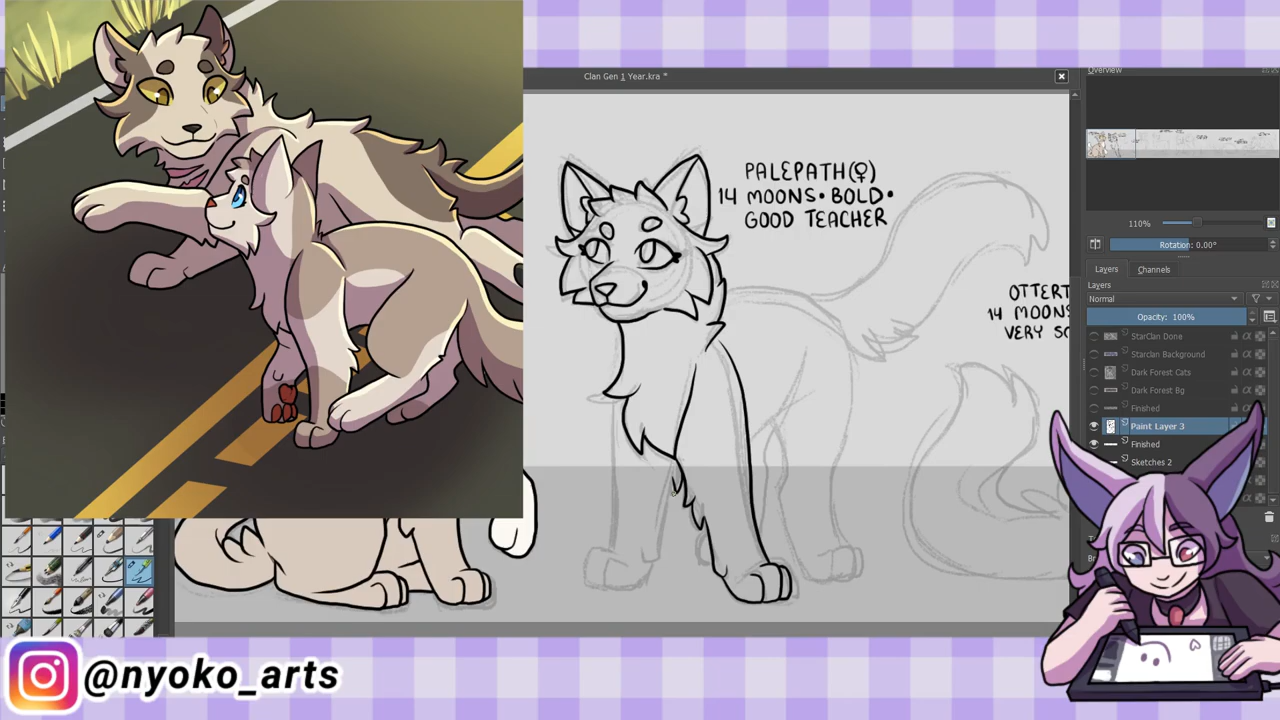 Clan Gen 1 Year.kra *
Overview
PALEPATH(♀)
14 MOONS•BOLD•
GOOD TEACHER
OTTERT
14 MOONS
VERY SO
110%
Rotation: 0.00°
Layers
Channels
Layers
Normal
Opacity: 100%
StarClan Done
Starclan Background
Dark Forest Cats
Dark Forest Bg
Finished
Paint Layer 3
Finished
Sketches 2
@nyoko_arts